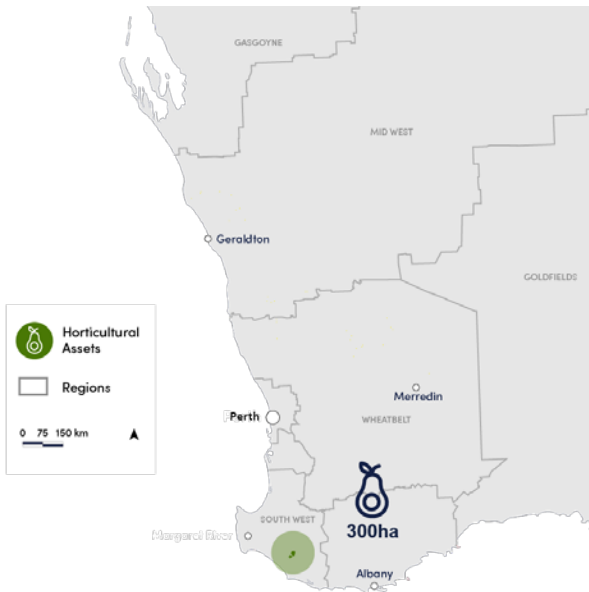 GASGOYNE
MID WEST
Geraldton
GOLDFIELDS
Horticultural
Assets
Regions
0 75 150 km
Merredin
Perth
WHEATBELT
SOUTH WEST
300ha
Margaret River
Albany